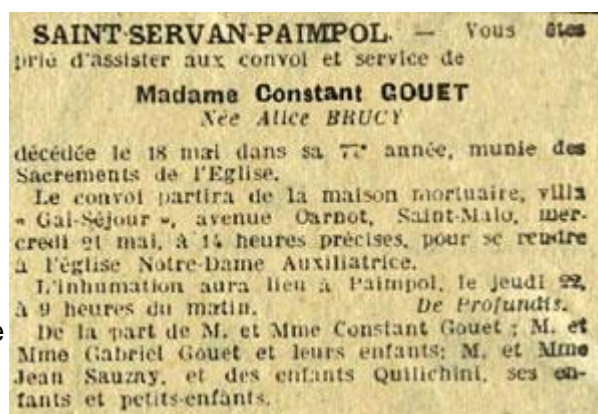 SAINT-SERVAN-PAIMPOL. — Vous êtes
prié d'assister aux convoi et service de
Madame Constant GOUET
Née Alice BRUCY
décédée le 18 mai dans sa 77e année, munie des
Sacrements de l'Eglise.
Le convoi partira de la maison mortuaire, villa
« Gai-Séjour », avenue Carnot, Saint-Malo, mer-
credi 21 mai, à 14 heures précises, pour se rendre
à l'église Notre-Dame Auxiliatrice.
L'inhumation aura lieu à Paimpol, le jeudi 22,
à 9 heures du matin. De Profundis.
De la part de M. et Mme Constant Gouet ; M. et
Mme Gabriel Gouet et leurs enfants; M. et Mme
Jean Sauzay, et des enfants Quilichini, ses en-
fants et petits-enfants.
e